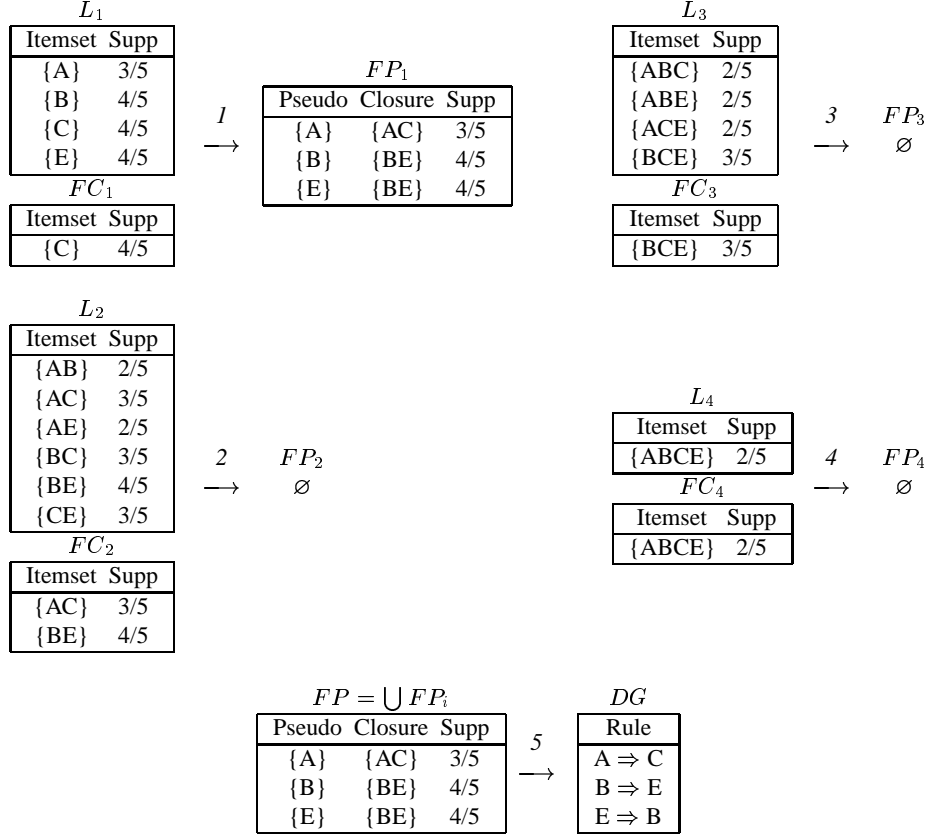 L1
Itemset Supp
{A} 3/5
{B} 4/5
{C} 4/5
{E} 4/5
FC1
Itemset Supp
{C} 4/5
1
⟶
FP1
Pseudo Closure Supp
{A} {AC} 3/5
{B} {BE} 4/5
{E} {BE} 4/5
L3
Itemset Supp
{ABC} 2/5
{ABE} 2/5
{ACE} 2/5
{BCE} 3/5
FC3
Itemset Supp
{BCE} 3/5
3
⟶
FP3
∅
L2
Itemset Supp
{AB} 2/5
{AC} 3/5
{AE} 2/5
{BC} 3/5
{BE} 4/5
{CE} 3/5
FC2
Itemset Supp
{AC} 3/5
{BE} 4/5
2
⟶
FP2
∅
L4
Itemset Supp
{ABCE} 2/5
FC4
Itemset Supp
{ABCE} 2/5
4
⟶
FP4
∅
FP = ⋃ FPi
Pseudo Closure Supp
{A} {AC} 3/5
{B} {BE} 4/5
{E} {BE} 4/5
5
⟶
DG
Rule
A ⇒ C
B ⇒ E
E ⇒ B